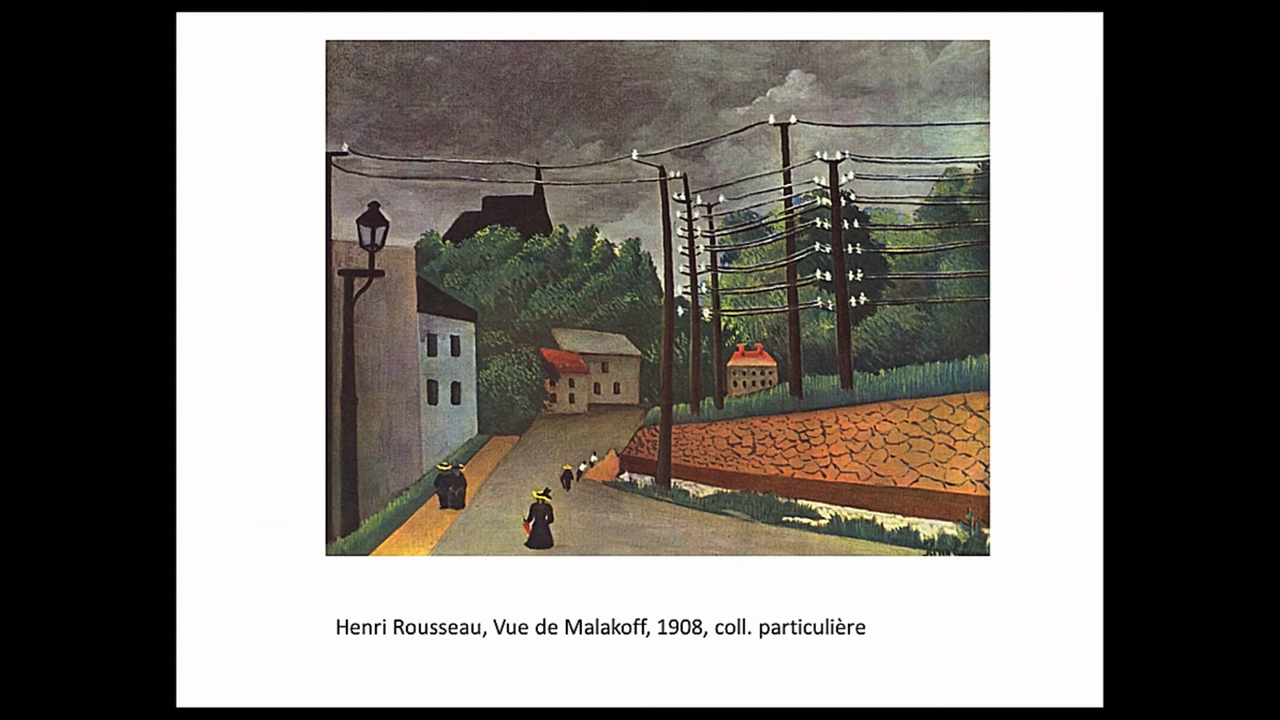 Henri Rousseau, Vue de Malakoff, 1908, coll. particulière